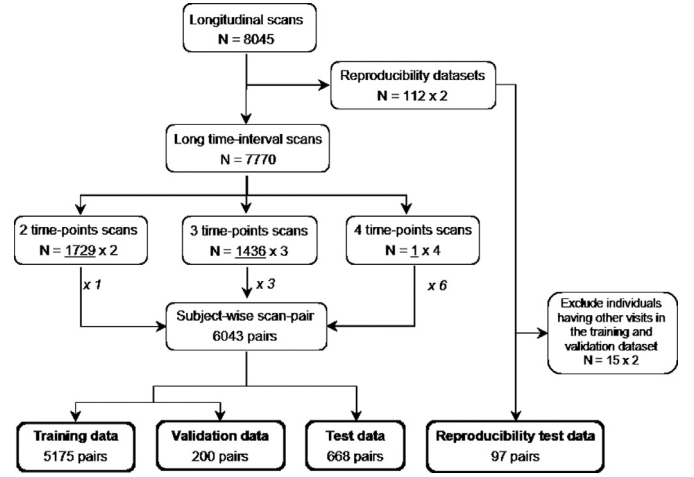 Longitudinal scans
N = 8045
Reproducibility datasets
N = 112 x 2
Long time-interval scans
N = 7770
2 time-points scans
N = 1729 x 2
3 time-points scans
N = 1436 x 3
4 time-points scans
N = 1 x 4
x 1
x 3
x 6
Subject-wise scan-pair
6043 pairs
Exclude individuals
having other visits in
the training and
validation dataset
N = 15 x 2
Training data
5175 pairs
Validation data
200 pairs
Test data
668 pairs
Reproducibility test data
97 pairs